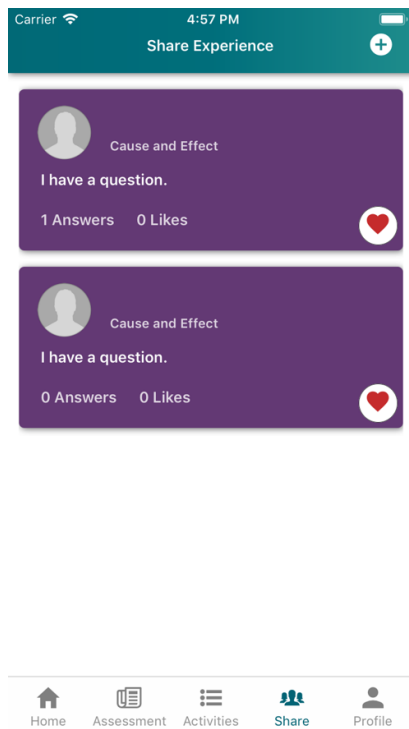 Carrier 4:57 PM
Share Experience
Cause and Effect
I have a question.
1 Answers 0 Likes
Cause and Effect
I have a question.
0 Answers 0 Likes
Home Assessment Activities Share Profile